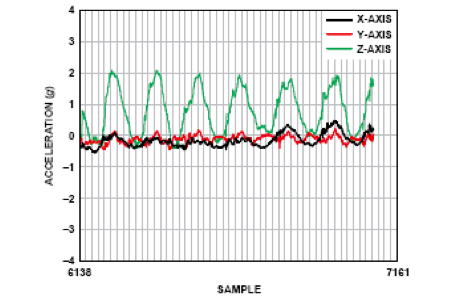 4
3
2
1
0
–1
–2
–3
–4
ACCELERATION (g)
X-AXIS
Y-AXIS
Z-AXIS
6138
7161
SAMPLE